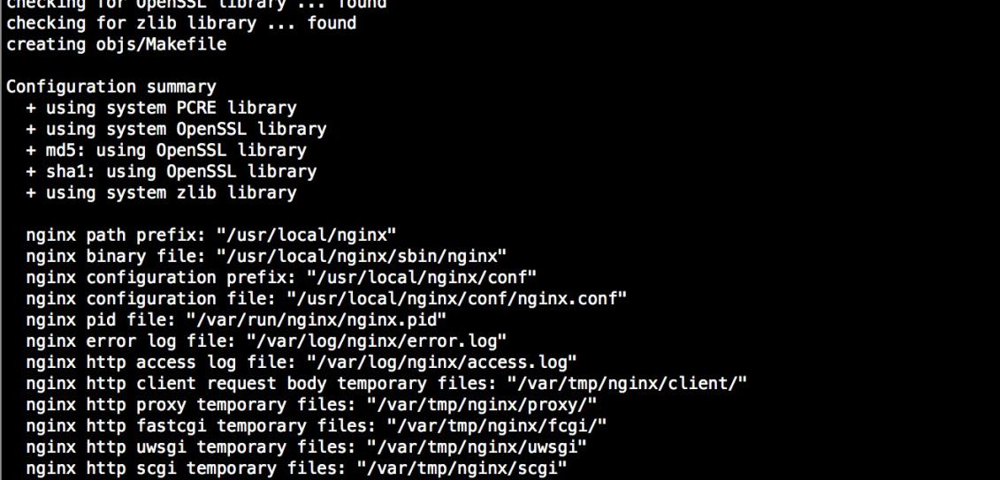 checking for OpenSSL library ... found
checking for zlib library ... found
creating objs/Makefile
Configuration summary
+ using system PCRE library
+ using system OpenSSL library
+ md5: using OpenSSL library
+ sha1: using OpenSSL library
+ using system zlib library
nginx path prefix: "/usr/local/nginx"
nginx binary file: "/usr/local/nginx/sbin/nginx"
nginx configuration prefix: "/usr/local/nginx/conf"
nginx configuration file: "/usr/local/nginx/conf/nginx.conf"
nginx pid file: "/var/run/nginx/nginx.pid"
nginx error log file: "/var/log/nginx/error.log"
nginx http access log file: "/var/log/nginx/access.log"
nginx http client request body temporary files: "/var/tmp/nginx/client/"
nginx http proxy temporary files: "/var/tmp/nginx/proxy/"
nginx http fastcgi temporary files: "/var/tmp/nginx/fcgi/"
nginx http uwsgi temporary files: "/var/tmp/nginx/uwsgi"
nginx http scgi temporary files: "/var/tmp/nginx/scgi"